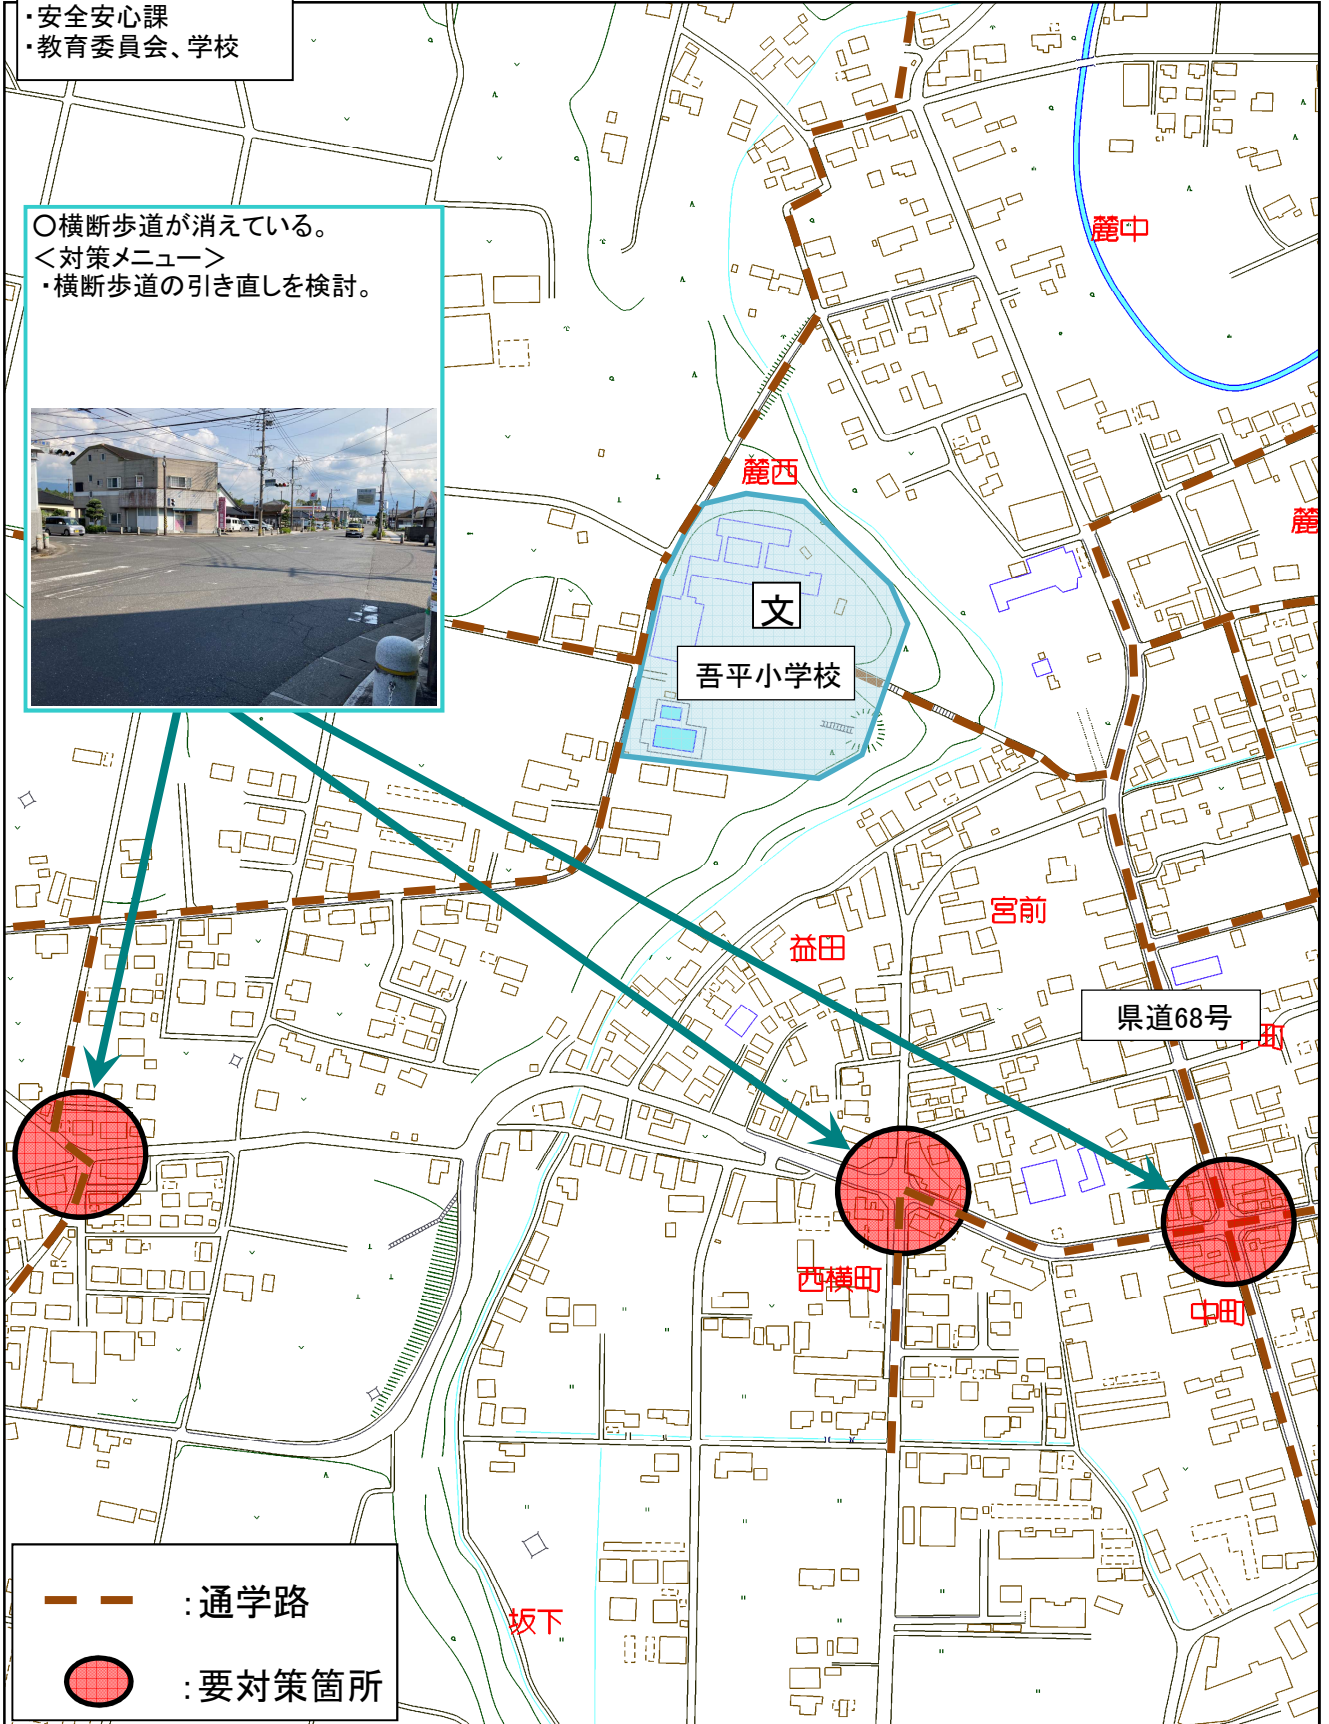 ・安全安心課
・教育委員会、学校
○横断歩道が消えている。
＜対策メニュー＞
・横断歩道の引き直しを検討。
麓中
麓西
麓
文
吾平小学校
宮前
益田
県道68号
町
西横町
中町
坂下
：通学路
：要対策箇所